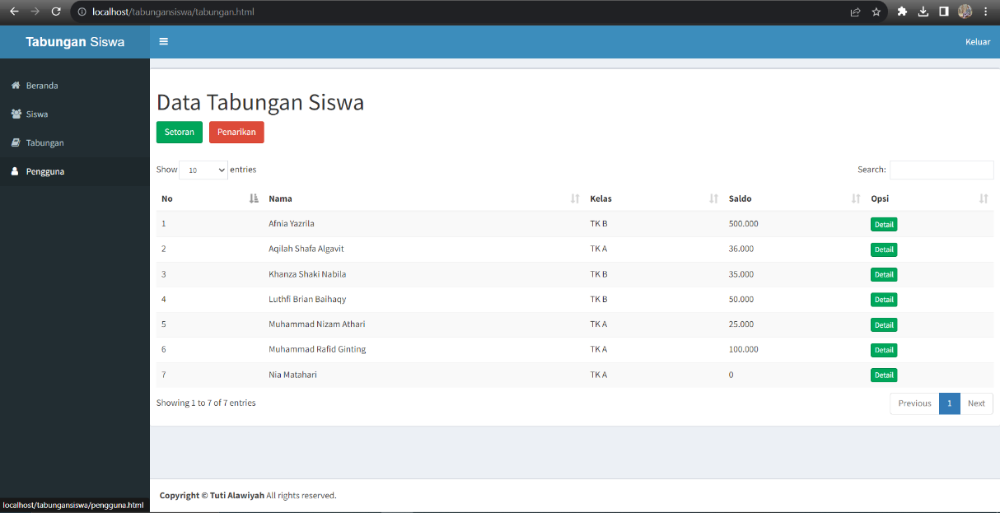 localhost/tabungansiswa/tabungan.html
Tabungan Siswa
Keluar
Beranda
Siswa
Tabungan
Pengguna
Data Tabungan Siswa
Setoran Penarikan
Show 10 entries Search:
No Nama Kelas Saldo Opsi
1 Afnia Yazrila TK B 500.000 Detail
2 Aqilah Shafa Algavit TK A 36.000 Detail
3 Khanza Shaki Nabila TK B 35.000 Detail
4 Luthfi Brian Baihaqy TK B 50.000 Detail
5 Muhammad Nizam Athari TK A 25.000 Detail
6 Muhammad Rafid Ginting TK A 100.000 Detail
7 Nia Matahari TK A 0 Detail
Showing 1 to 7 of 7 entries Previous 1 Next
Copyright © Tuti Alawiyah All rights reserved.
localhost/tabungansiswa/pengguna.html